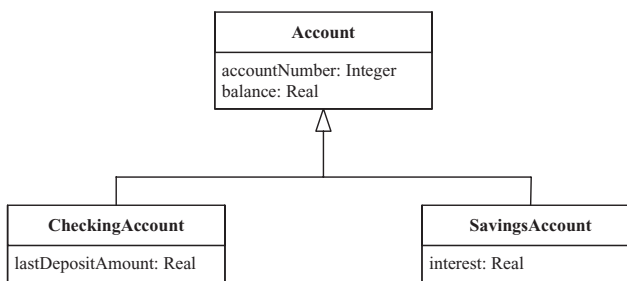 Account
accountNumber: Integer
balance: Real
CheckingAccount
lastDepositAmount: Real
SavingsAccount
interest: Real